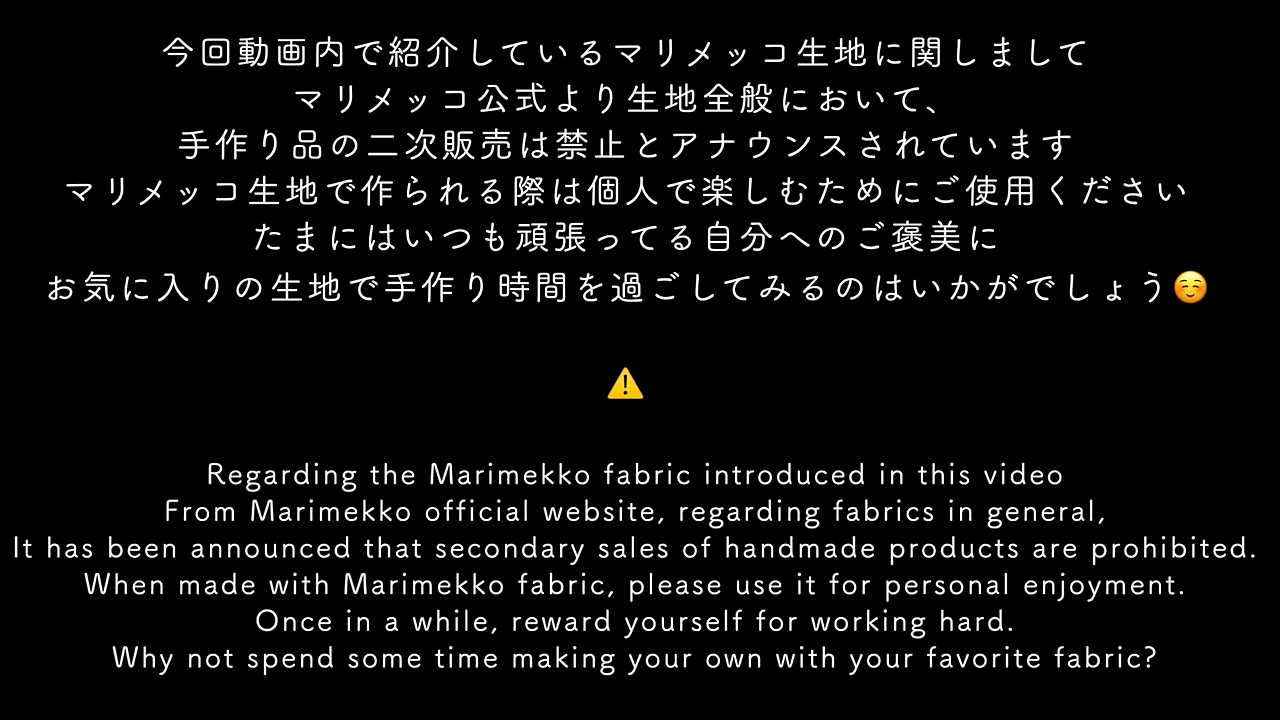 今回動画内で紹介しているマリメッコ生地に関しまして
マリメッコ公式より生地全般において、
手作り品の二次販売は禁止とアナウンスされています
マリメッコ生地で作られる際は個人で楽しむためにご使用ください
たまにはいつも頑張ってる自分へのご褒美に
お気に入りの生地で手作り時間を過ごしてみるのはいかがでしょう☺️
⚠️
Regarding the Marimekko fabric introduced in this video
From Marimekko official website, regarding fabrics in general,
It has been announced that secondary sales of handmade products are prohibited.
When made with Marimekko fabric, please use it for personal enjoyment.
Once in a while, reward yourself for working hard.
Why not spend some time making your own with your favorite fabric?